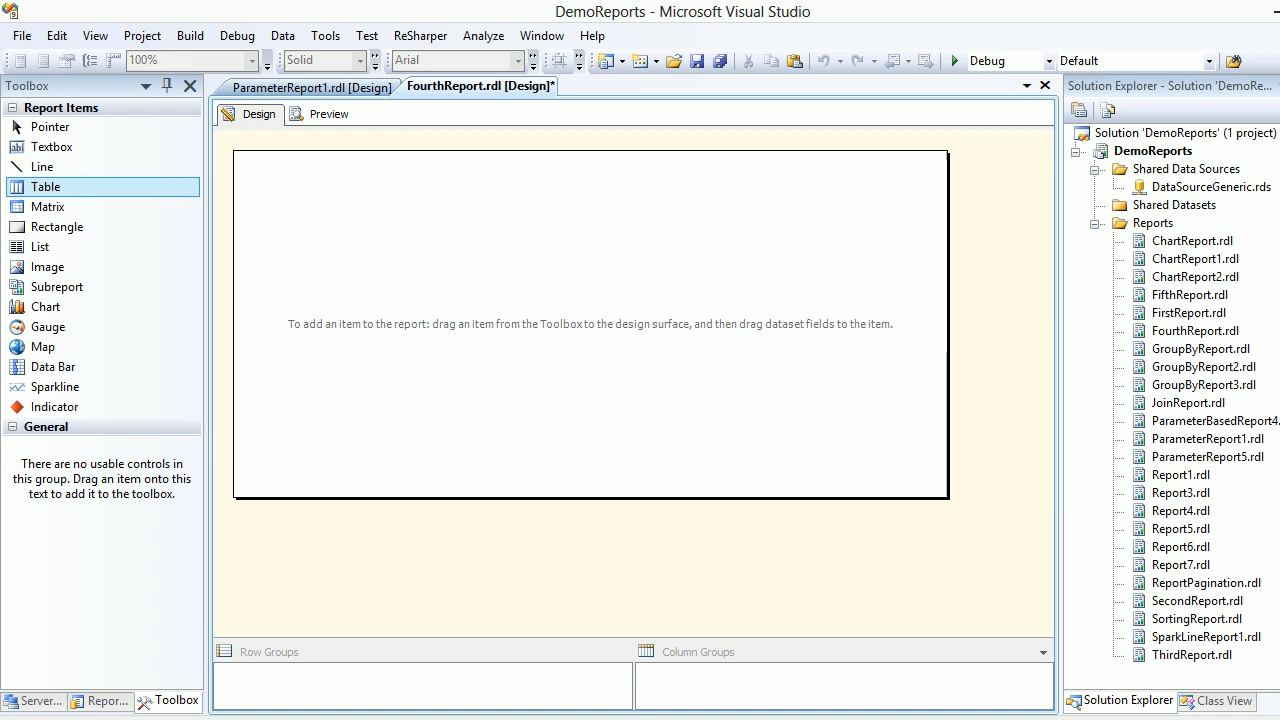 DemoReports - Microsoft Visual Studio
File Edit View Project Build Debug Data Tools Test ReSharper Analyze Window Help
100% Solid Arial Debug Default
Toolbox
Report Items
Pointer
Textbox
Line
Table
Matrix
Rectangle
List
Image
Subreport
Chart
Gauge
Map
Data Bar
Sparkline
Indicator
General
There are no usable controls in
this group. Drag an item onto this
text to add it to the toolbox.
Server... Repor... Toolbox
ParameterReport1.rdl [Design] FourthReport.rdl [Design]*
Design Preview
To add an item to the report: drag an item from the Toolbox to the design surface, and then drag dataset fields to the item.
Row Groups Column Groups
Solution Explorer - Solution 'DemoRe...
Solution 'DemoReports' (1 project)
DemoReports
Shared Data Sources
DataSourceGeneric.rds
Shared Datasets
Reports
ChartReport.rdl
ChartReport1.rdl
ChartReport2.rdl
FifthReport.rdl
FirstReport.rdl
FourthReport.rdl
GroupByReport.rdl
GroupByReport2.rdl
GroupByReport3.rdl
JoinReport.rdl
ParameterBasedReport4.
ParameterReport1.rdl
ParameterReport5.rdl
Report1.rdl
Report3.rdl
Report4.rdl
Report5.rdl
Report6.rdl
Report7.rdl
ReportPagination.rdl
SecondReport.rdl
SortingReport.rdl
SparkLineReport1.rdl
ThirdReport.rdl
Solution Explorer Class View